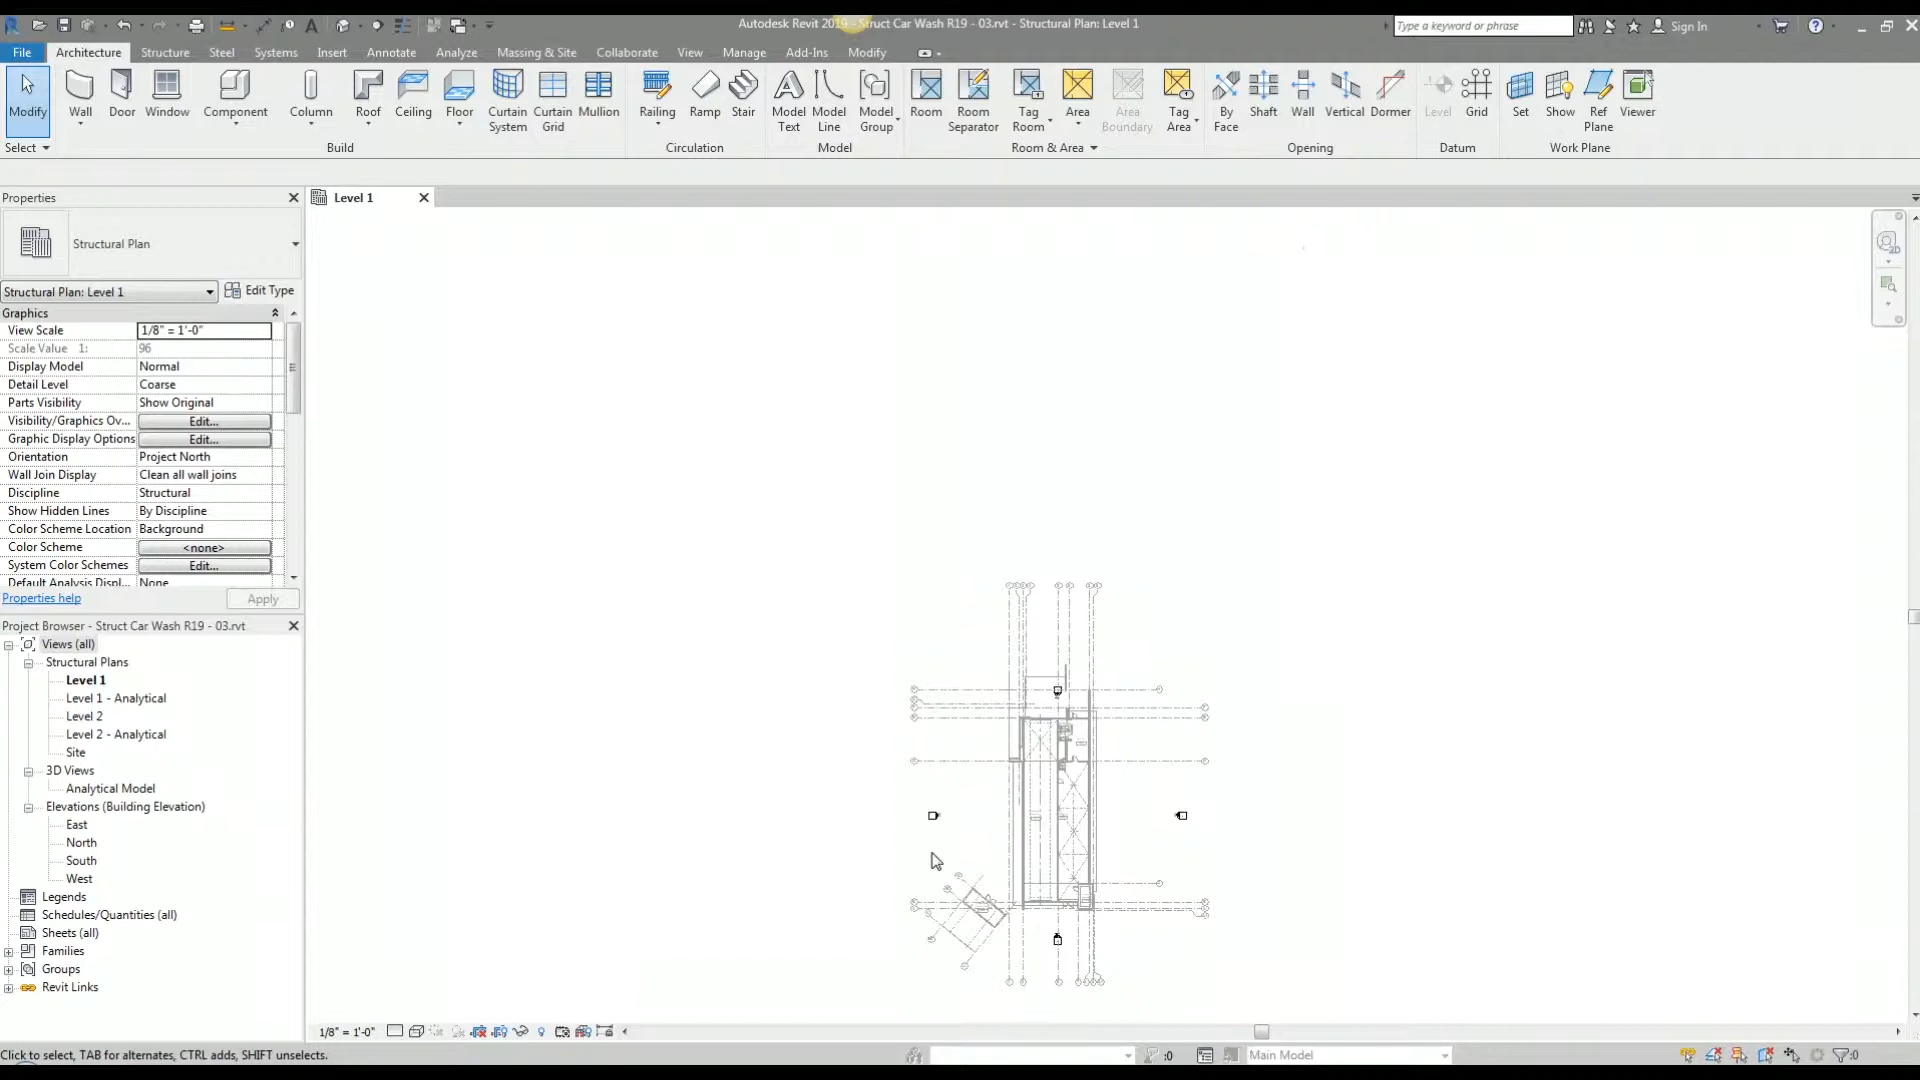 Autodesk Revit 2019 - Struct Car Wash R19 - 03.rvt - Structural Plan: Level 1
Type a keyword or phrase
Sign In
File Architecture Structure Steel Systems Insert Annotate Analyze Massing & Site Collaborate View Manage Add-Ins Modify
Modify Wall Door Window Component Column Roof Ceiling Floor Curtain System Curtain Grid Mullion Railing Ramp Stair Model Text Model Line Model Group Room Room Separator Tag Room Area Area Boundary Tag Area By Face Shaft Wall Vertical Dormer Level Grid Set Show Ref Plane Viewer
Select Build Circulation Model Room & Area Opening Datum Work Plane
Properties
Level 1
Structural Plan
Structural Plan: Level 1 Edit Type
Graphics
View Scale 1/8" = 1'-0"
Scale Value 1: 96
Display Model Normal
Detail Level Coarse
Parts Visibility Show Original
Visibility/Graphics Ov... Edit...
Graphic Display Options Edit...
Orientation Project North
Wall Join Display Clean all wall joins
Discipline Structural
Show Hidden Lines By Discipline
Color Scheme Location Background
Color Scheme <none>
System Color Schemes Edit...
Default Analysis Displ... None
Properties help Apply
Project Browser - Struct Car Wash R19 - 03.rvt
Views (all)
Structural Plans
Level 1
Level 1 - Analytical
Level 2
Level 2 - Analytical
Site
3D Views
Analytical Model
Elevations (Building Elevation)
East
North
South
West
Legends
Schedules/Quantities (all)
Sheets (all)
Families
Groups
Revit Links
1/8" = 1'-0"
Click to select, TAB for alternates, CTRL adds, SHIFT unselects.
:0
Main Model
:0